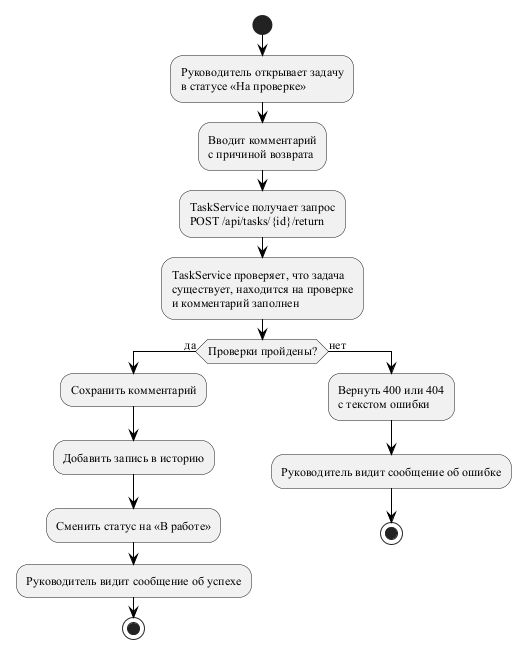 Руководитель открывает задачу
в статусе «На проверке»
Вводит комментарий
с причиной возврата
TaskService получает запрос
POST /api/tasks/{id}/return
TaskService проверяет, что задача
существует, находится на проверке
и комментарий заполнен
да
Проверки пройдены?
нет
Сохранить комментарий
Вернуть 400 или 404
с текстом ошибки
Добавить запись в историю
Руководитель видит сообщение об ошибке
Сменить статус на «В работе»
Руководитель видит сообщение об успехе